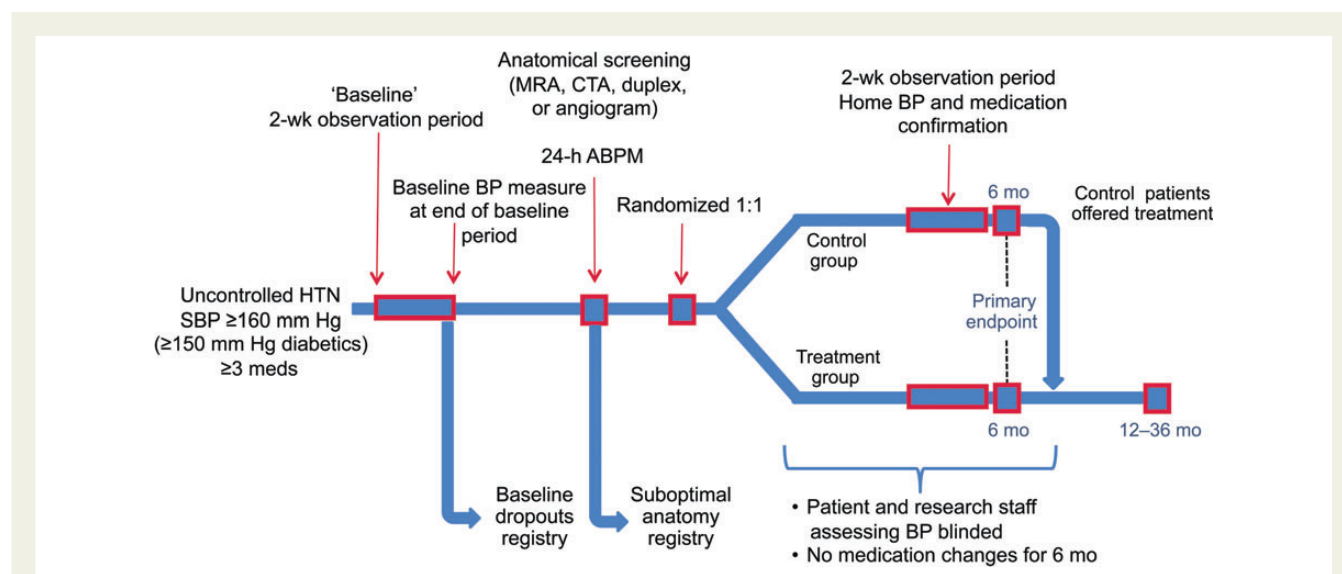 ‘Baseline’
2-wk observation period
Baseline BP measure
at end of baseline
period
Anatomical screening
(MRA, CTA, duplex,
or angiogram)
24-h ABPM
Randomized 1:1
2-wk observation period
Home BP and medication
confirmation
6 mo
Control patients
offered treatment
Control
group
Uncontrolled HTN
SBP ≥160 mm Hg
(≥150 mm Hg diabetics)
≥3 meds
Primary
endpoint
Treatment
group
6 mo
12–36 mo
Baseline
dropouts
registry
Suboptimal
anatomy
registry
• Patient and research staff
assessing BP blinded
• No medication changes for 6 mo